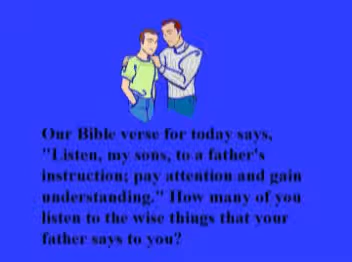 Our Bible verse for today says,
"Listen, my sons, to a father's
instruction; pay attention and gain
understanding." How many of you
listen to the wise things that your
father says to you?